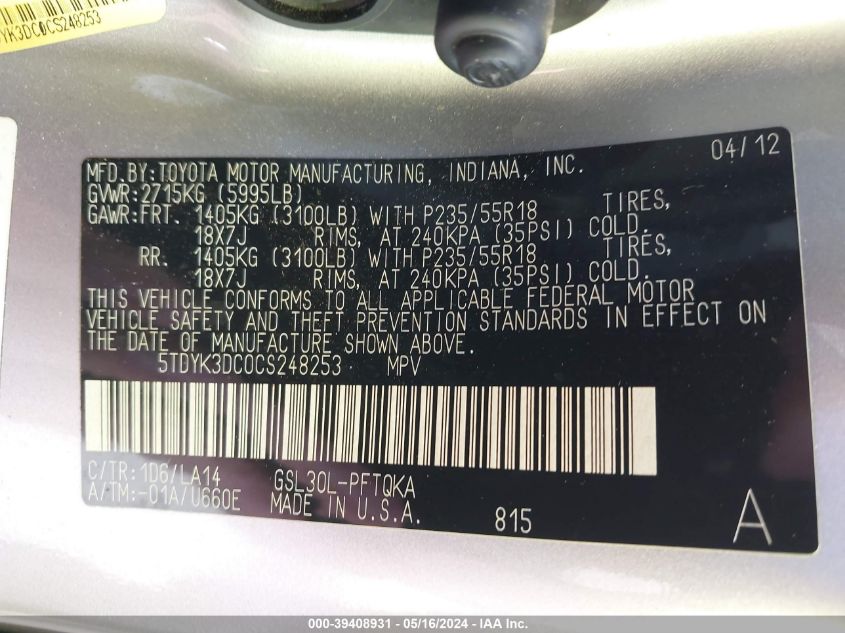 YK3DC0CS248253
04/12
MFD.BY:TOYOTA MOTOR MANUFACTURING, INDIANA, INC.
GVWR:2715KG (5995LB)
GAWR:FRT. 1405KG (3100LB) WITH P235/55R18 TIRES,
18X7J RIMS, AT 240KPA (35PSI) COLD.
RR. 1405KG (3100LB) WITH P235/55R18 TIRES,
18X7J RIMS, AT 240KPA (35PSI) COLD.
THIS VEHICLE CONFORMS TO ALL APPLICABLE FEDERAL MOTOR
VEHICLE SAFETY AND THEFT PREVENTION STANDARDS IN EFFECT ON
THE DATE OF MANUFACTURE SHOWN ABOVE.
5TDYK3DC0CS248253 MPV
C/TR:1D6/LA14 GSL30L-PFTQKA
A/TM:-01A/U660E MADE IN U.S.A. 815 A
000-39408931 - 05/16/2024 - IAA Inc.